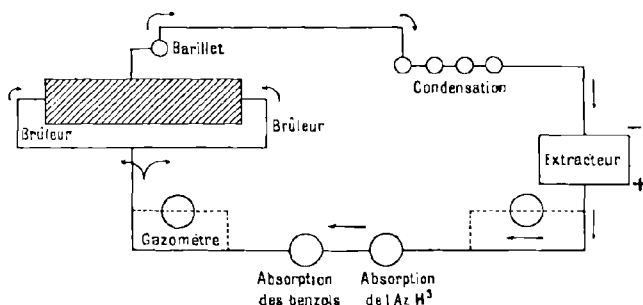 Barillet
Condensation
Brûleur
Brûleur
Extracteur
−
+
Gazomètre
Absorption
des benzols
Absorption
de l Az H³